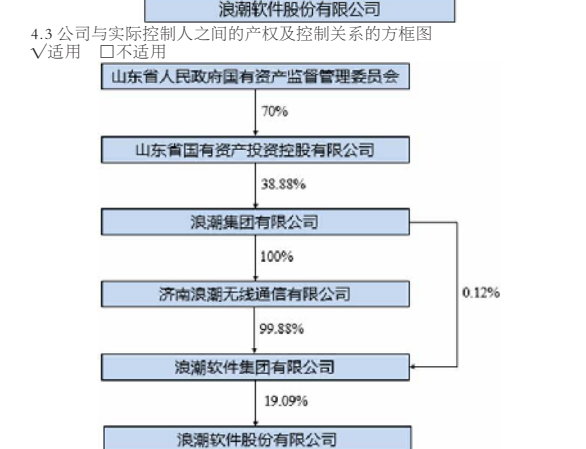 浪潮软件股份有限公司
4.3 公司与实际控制人之间的产权及控制关系的方框图
√适用 □不适用
山东省人民政府国有资产监督管理委员会
70%
山东省国有资产投资控股有限公司
38.88%
浪潮集团有限公司
100%
济南浪潮无线通信有限公司
0.12%
99.88%
浪潮软件集团有限公司
19.09%
浪潮软件股份有限公司